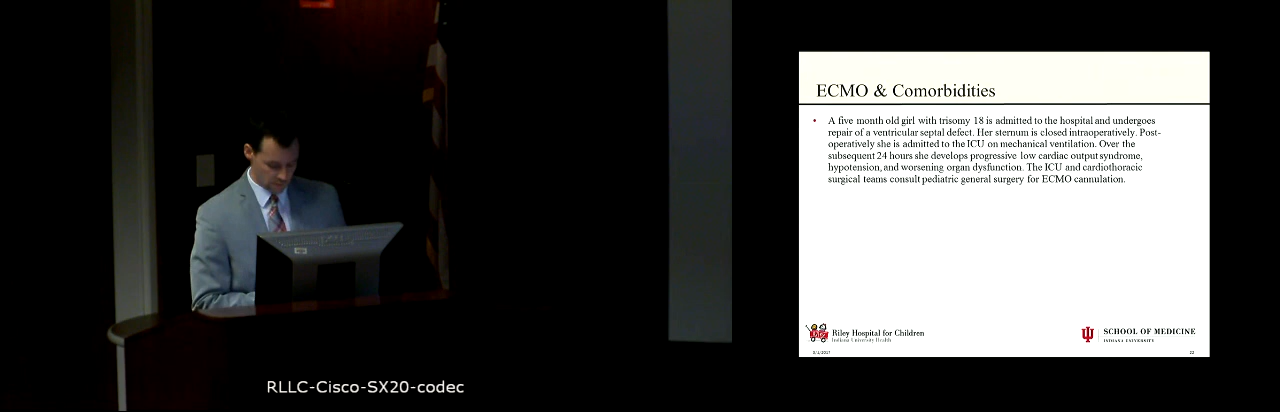 ECMO & Comorbidities
• A five month old girl with trisomy 18 is admitted to the hospital and undergoes
repair of a ventricular septal defect. Her sternum is closed intraoperatively. Post-
operatively she is admitted to the ICU on mechanical ventilation. Over the
subsequent 24 hours she develops progressive low cardiac output syndrome,
hypotension, and worsening organ dysfunction. The ICU and cardiothoracic
surgical teams consult pediatric general surgery for ECMO cannulation.
Riley Hospital for Children
Indiana University Health
SCHOOL OF MEDICINE
INDIANA UNIVERSITY
22
RLLC-Cisco-SX20-codec